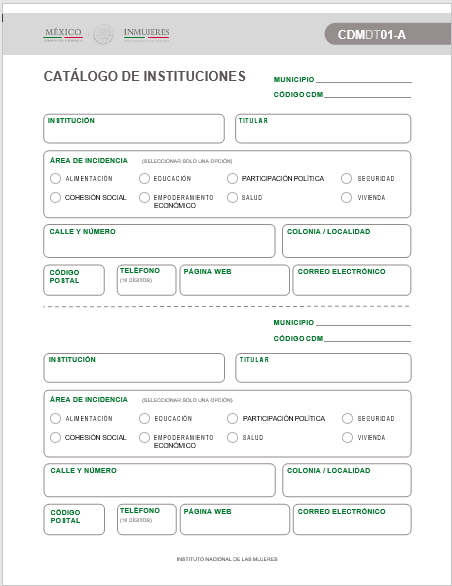 MÉXICO INMUJERES CDMDT01-A
CATÁLOGO DE INSTITUCIONES
MUNICIPIO
CÓDIGO CDM
INSTITUCIÓN TITULAR
ÁREA DE INCIDENCIA (SELECCIONAR SOLO UNA OPCIÓN)
ALIMENTACIÓN EDUCACIÓN PARTICIPACIÓN POLÍTICA SEGURIDAD
COHESIÓN SOCIAL EMPODERAMIENTO SALUD VIVIENDA
ECONÓMICO
CALLE Y NÚMERO COLONIA / LOCALIDAD
CÓDIGO TELÉFONO PÁGINA WEB CORREO ELECTRÓNICO
POSTAL (10 DÍGITOS)
MUNICIPIO
CÓDIGO CDM
INSTITUCIÓN TITULAR
ÁREA DE INCIDENCIA (SELECCIONAR SOLO UNA OPCIÓN)
ALIMENTACIÓN EDUCACIÓN PARTICIPACIÓN POLÍTICA SEGURIDAD
COHESIÓN SOCIAL EMPODERAMIENTO SALUD VIVIENDA
ECONÓMICO
CALLE Y NÚMERO COLONIA / LOCALIDAD
CÓDIGO TELÉFONO PÁGINA WEB CORREO ELECTRÓNICO
POSTAL (10 DÍGITOS)
INSTITUTO NACIONAL DE LAS MUJERES